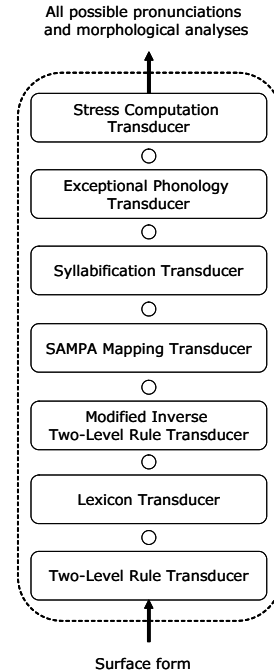 All possible pronunciations
and morphological analyses
Stress Computation
Transducer
Exceptional Phonology
Transducer
Syllabification Transducer
SAMPA Mapping Transducer
Modified Inverse
Two-Level Rule Transducer
Lexicon Transducer
Two-Level Rule Transducer
Surface form